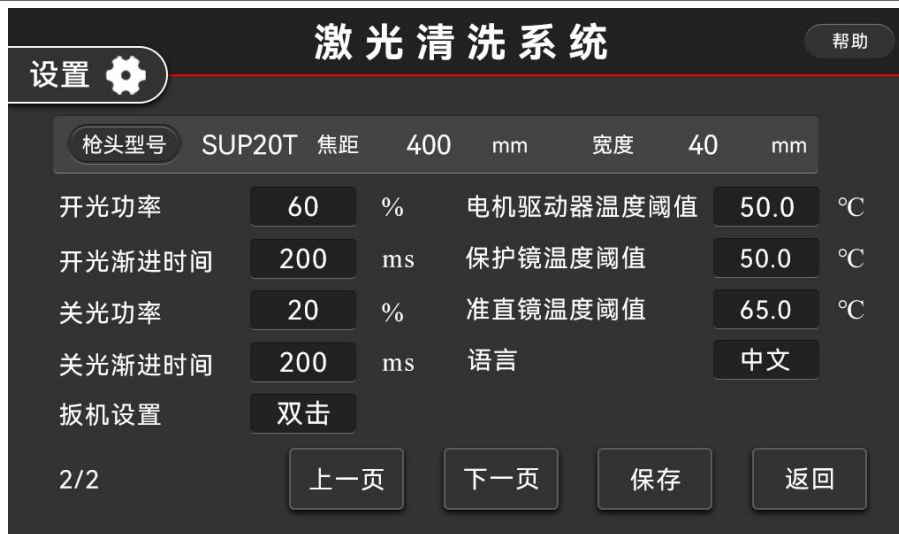 激光清洗系统
帮助
设置
枪头型号 SUP20T 焦距 400 mm 宽度 40 mm
开光功率 60 % 电机驱动器温度阈值 50.0 ℃
开光渐进时间 200 ms 保护镜温度阈值 50.0 ℃
关光功率 20 % 准直镜温度阈值 65.0 ℃
关光渐进时间 200 ms 语言 中文
扳机设置 双击
2/2 上一页 下一页 保存 返回